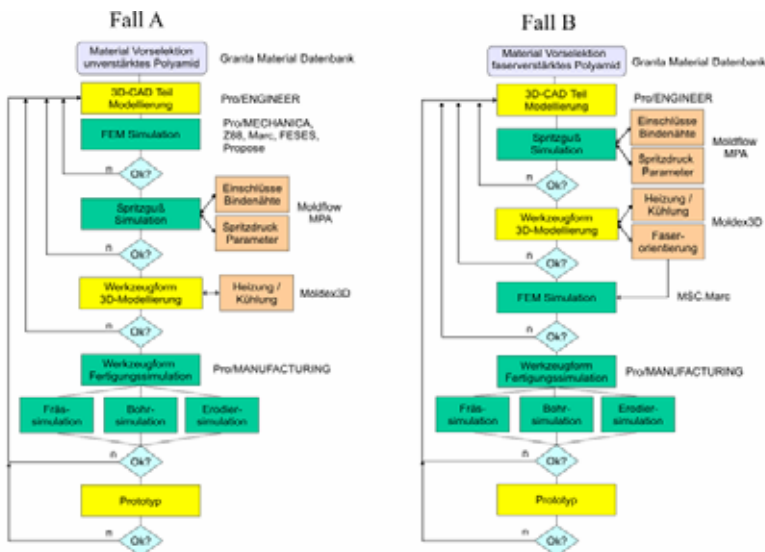 Fall A
Material Vorselektion
unverstärktes Polyamid
Granta Material Datenbank
3D-CAD Teil
Modellierung
Pro/ENGINEER
FEM Simulation
Pro/MECHANICA,
Z88, Marc, FESES,
Propose
n
Ok?
Spritzguß
Simulation
Einschlüsse
Bindenähte
Spritzdruck
Parameter
Moldflow
MPA
n
Ok?
Werkzeugform
3D-Modellierung
Heizung /
Kühlung
Moldex3D
n
Ok?
Werkzeugform
Fertigungssimulation
Pro/MANUFACTURING
Fräs-
simulation
Bohr-
simulation
Erodier-
simulation
n
Ok?
Prototyp
n
Ok?
Fall B
Material Vorselektion
faserverstärktes Polyamid
Granta Material Datenbank
3D-CAD Teil
Modellierung
Pro/ENGINEER
Spritzguß
Simulation
Einschlüsse
Bindenähte
Spritzdruck
Parameter
Moldflow
MPA
n
Ok?
Werkzeugform
3D-Modellierung
Heizung /
Kühlung
Faser-
orientierung
Moldex3D
n
Ok?
FEM Simulation
MSC.Marc
n
Ok?
Werkzeugform
Fertigungssimulation
Pro/MANUFACTURING
Fräs-
simulation
Bohr-
simulation
Erodier-
simulation
n
Ok?
Prototyp
n
Ok?